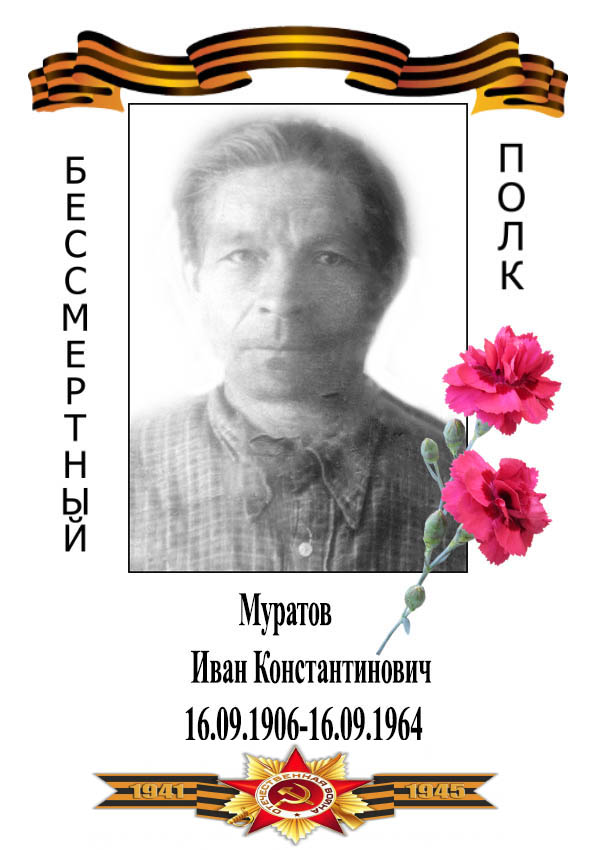 БЕССМЕРТНЫЙ
ПОЛК
Муратов
Иван Константинович
16.09.1906-16.09.1964
1941
ОТЕЧЕСТВЕННАЯ ВОЙНА
1945